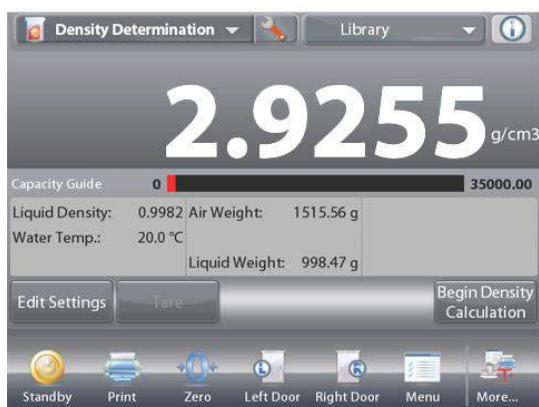 Density Determination
Library
2.9255 g/cm3
Capacity Guide 0 35000.00
Liquid Density: 0.9982 Air Weight: 1515.56 g
Water Temp.: 20.0 °C
Liquid Weight: 998.47 g
Edit Settings Tare Begin Density
Calculation
L R
Standby Print Zero Left Door Right Door Menu More...